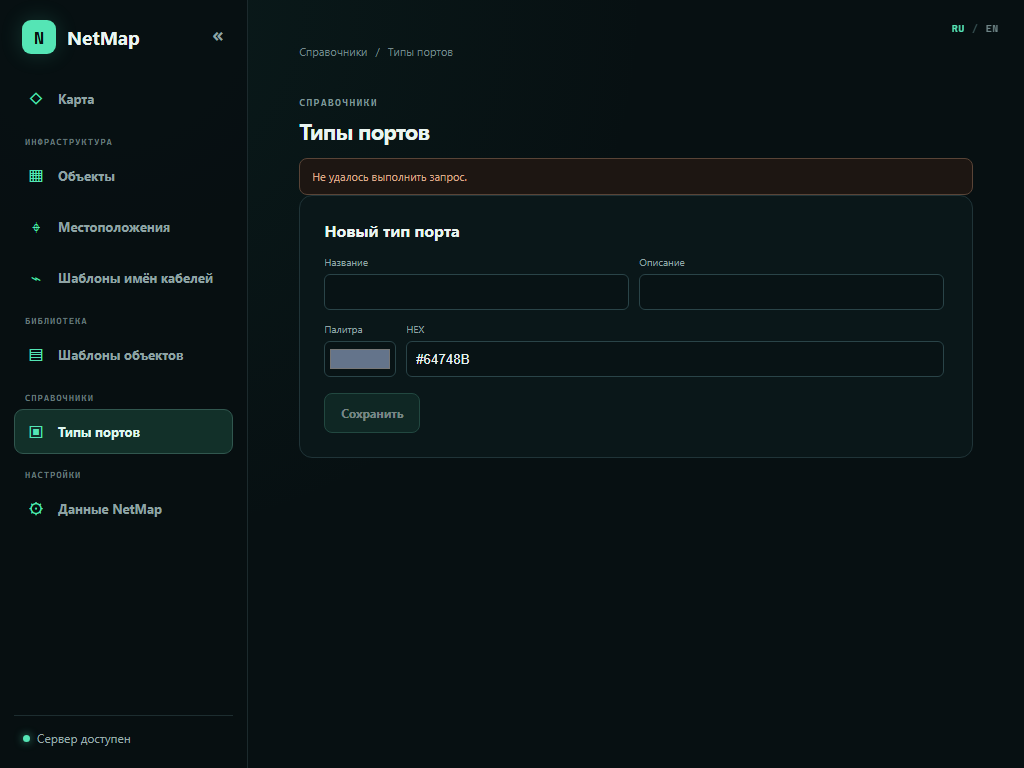 N NetMap «
RU / EN
Справочники / Типы портов
Карта
ИНФРАСТРУКТУРА
Объекты
Местоположения
Шаблоны имён кабелей
БИБЛИОТЕКА
Шаблоны объектов
СПРАВОЧНИКИ
Типы портов
НАСТРОЙКИ
Данные NetMap
Сервер доступен
СПРАВОЧНИКИ
Типы портов
Не удалось выполнить запрос.
Новый тип порта
Название Описание
Палитра HEX
#64748B
Сохранить